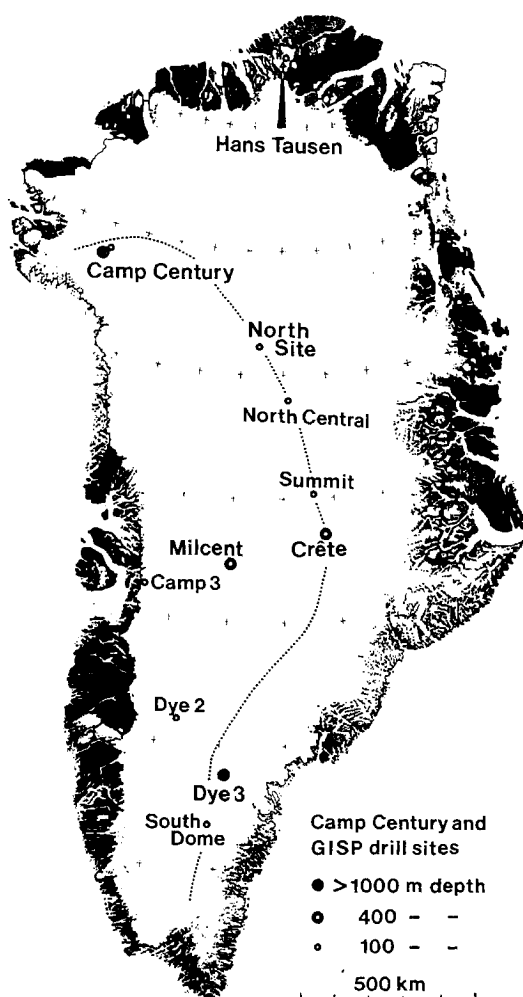 Hans Tausen
Camp Century
North
Site
North Central
Summit
Milcent
Crête
Camp 3
Dye 2
Dye 3
South
Dome
Camp Century and
GISP drill sites
>1000 m depth
400 – –
100 – –
500 km